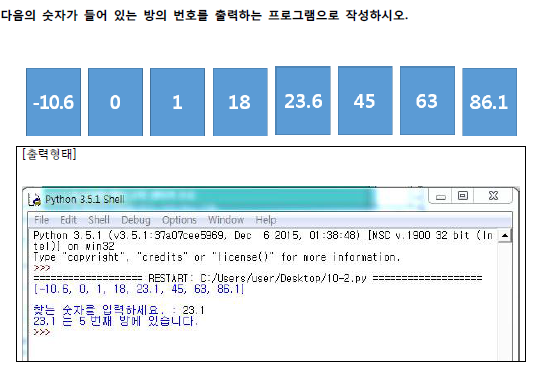 다음의 숫자가 들어 있는 방의 번호를 출력하는 프로그램으로 작성하시오.
-10.6 0 1 18 23.6 45 63 86.1
[출력형태]
Python 3.5.1 Shell
File Edit Shell Debug Options Window Help
Python 3.5.1 (v3.5.1:37a07cee5969, Dec  6 2015, 01:38:48) [MSC v.1900 32 bit (In
tel)] on win32
Type "copyright", "credits" or "license()" for more information.
>>>
=================== RESTART: C:/Users/user/Desktop/10-2.py ===================
[-10.6, 0, 1, 18, 23.1, 45, 63, 86.1]
찾는 숫자를 입력하세요. : 23.1
23.1 는 5 번째 방에 있습니다.
>>>